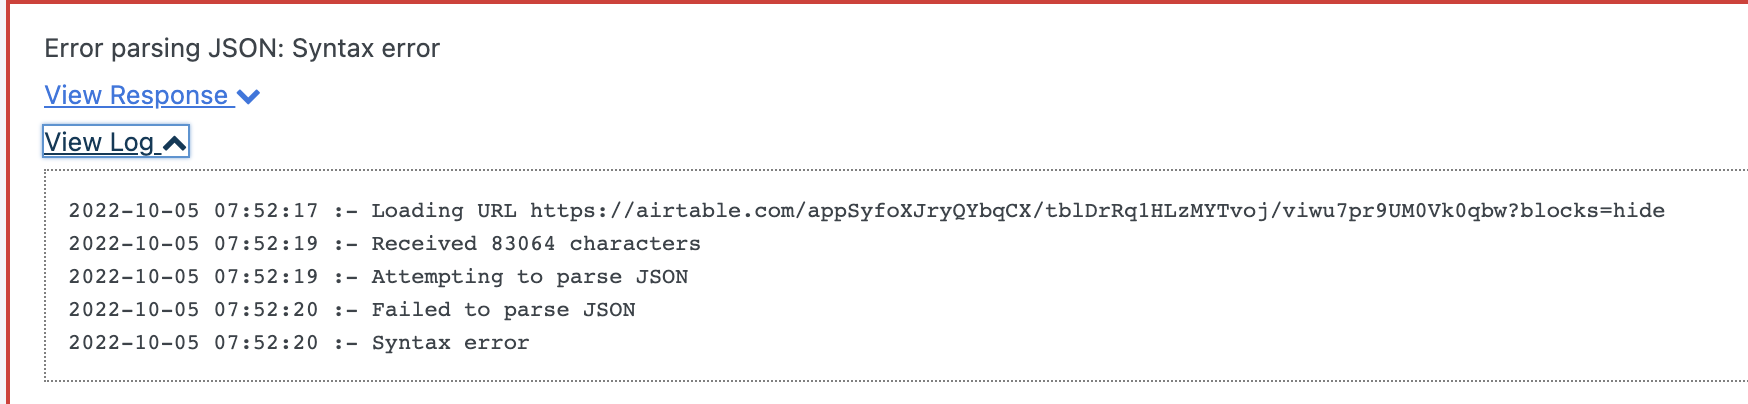 Error parsing JSON: Syntax error
View Response
View Log
2022-10-05 07:52:17 :- Loading URL https://airtable.com/appSyfoXJryQYbqCX/tblDrRq1HLzMYTvoj/viwu7pr9UM0Vk0qbw?blocks=hide
2022-10-05 07:52:19 :- Received 83064 characters
2022-10-05 07:52:19 :- Attempting to parse JSON
2022-10-05 07:52:20 :- Failed to parse JSON
2022-10-05 07:52:20 :- Syntax error